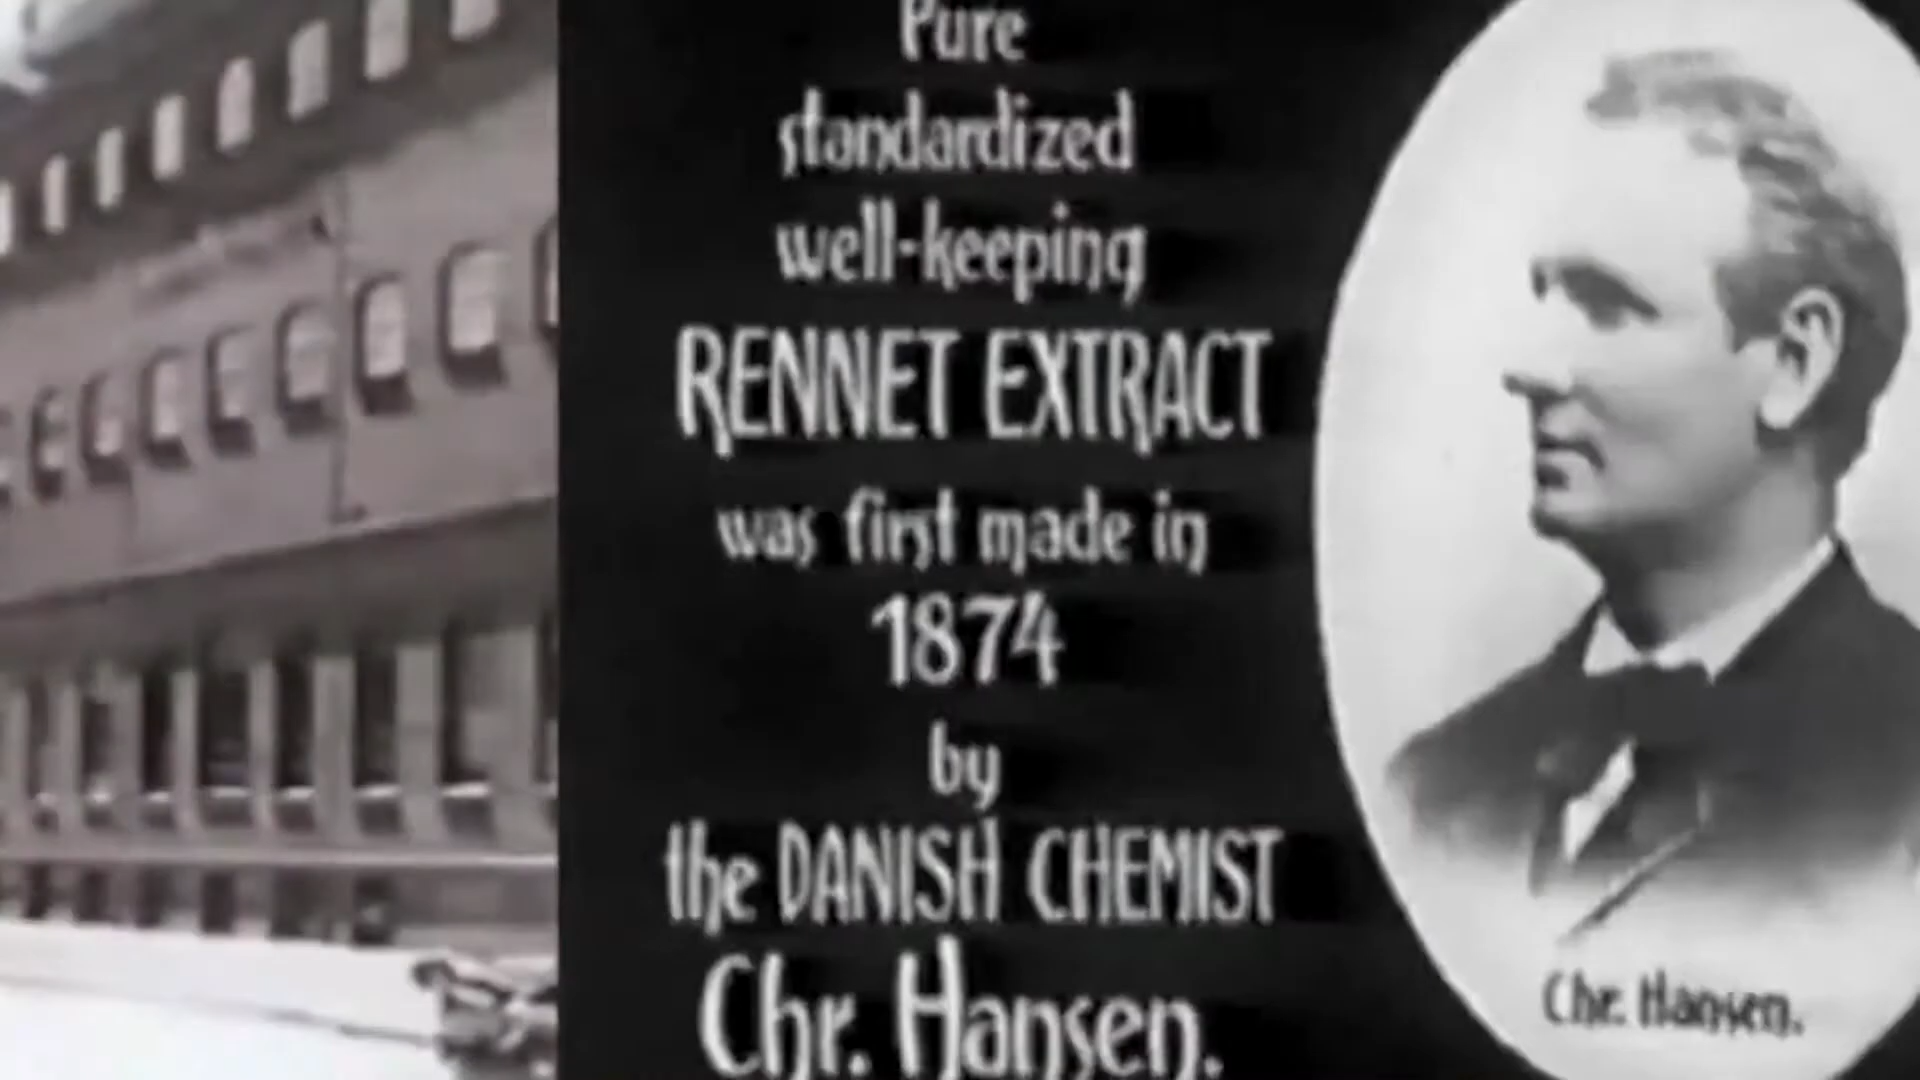 Pure
standardized
well-keeping
RENNET EXTRACT
was first made in
1874
by
the DANISH CHEMIST
Chr. Hansen.
Chr. Hansen.